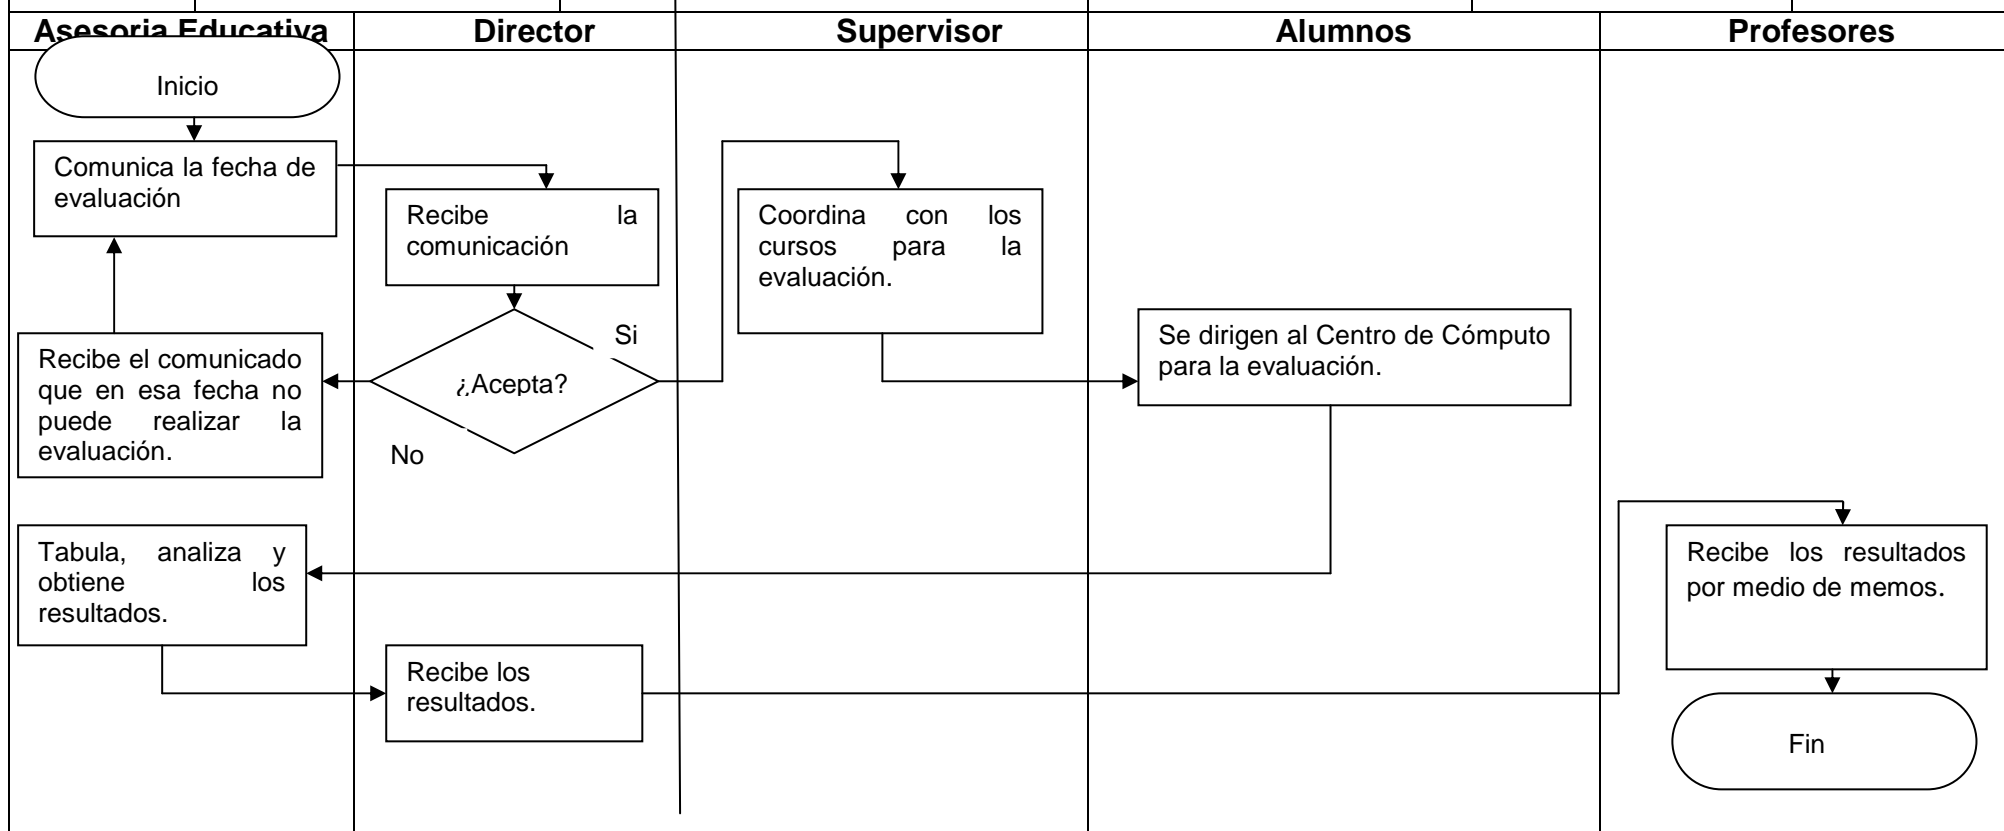 Asesoria Educativa
Director
Supervisor
Alumnos
Profesores
Inicio
Comunica la fecha de
evaluación
Recibe la
comunicación
Coordina con los
cursos para la
evaluación.
Si
Se dirigen al Centro de Cómputo
para la evaluación.
Recibe el comunicado
que en esa fecha no
puede realizar la
evaluación.
¿Acepta?
No
Tabula, analiza y
obtiene los
resultados.
Recibe los resultados
por medio de memos.
Recibe los
resultados.
Fin